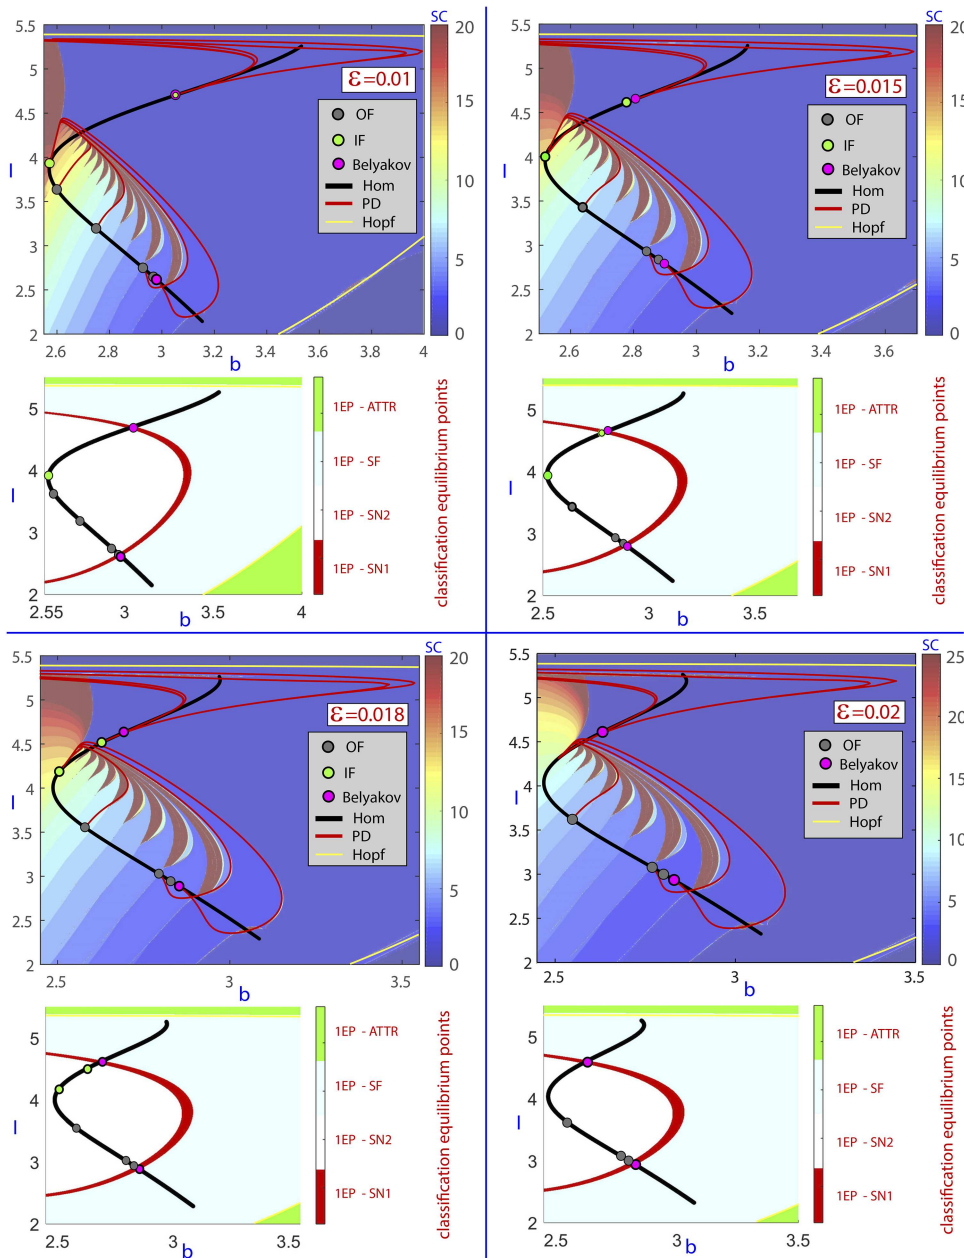 SC
5.5
20
5
ε=0.01
4.5
OF
15
IF
4
Belyakov
I
Hom
10
3.5
PD
Hopf
3
5
2.5
2
0
2.6
2.8
3
3.2
3.4
3.6
3.8
4
b
5
1EP - ATTR
4
1EP - SF
I
3
1EP - SN2
1EP - SN1
2
2.55
3
3.5
4
b
classification equilibrium points
SC
5.5
20
5
ε=0.015
4.5
OF
15
IF
4
Belyakov
I
Hom
10
3.5
PD
Hopf
3
5
2.5
2
0
2.6
2.8
3
3.2
3.4
3.6
b
5
1EP - ATTR
4
1EP - SF
I
3
1EP - SN2
1EP - SN1
2
2.5
3
3.5
b
classification equilibrium points
SC
5.5
20
5
ε=0.018
4.5
OF
15
IF
4
Belyakov
I
Hom
10
3.5
PD
Hopf
3
5
2.5
2
0
2.5
3
3.5
b
5
1EP - ATTR
4
1EP - SF
I
3
1EP - SN2
1EP - SN1
2
2.5
3
3.5
b
classification equilibrium points
SC
5.5
25
5
ε=0.02
20
4.5
OF
4
Belyakov
15
I
Hom
3.5
PD
10
Hopf
3
5
2.5
2
0
2.5
3
3.5
b
5
1EP - ATTR
4
1EP - SF
I
3
1EP - SN2
1EP - SN1
2
2.5
3
3.5
b
classification equilibrium points